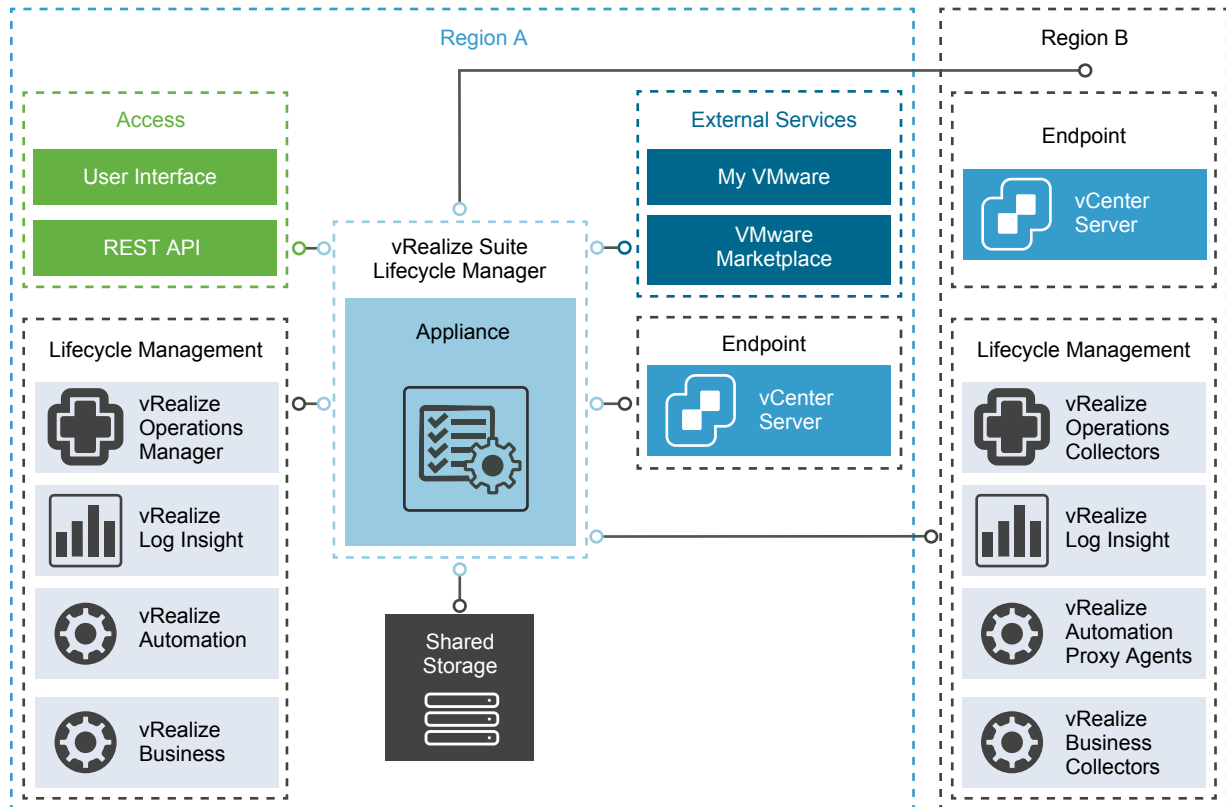 Region A
Access
User Interface
REST API
Lifecycle Management
vRealize
Operations
Manager
vRealize
Log Insight
vRealize
Automation
vRealize
Business
vRealize Suite
Lifecycle Manager
Appliance
Shared
Storage
External Services
My VMware
VMware
Marketplace
Endpoint
vCenter
Server
Region B
Endpoint
vCenter
Server
Lifecycle Management
vRealize
Operations
Collectors
vRealize
Log Insight
vRealize
Automation
Proxy Agents
vRealize
Business
Collectors